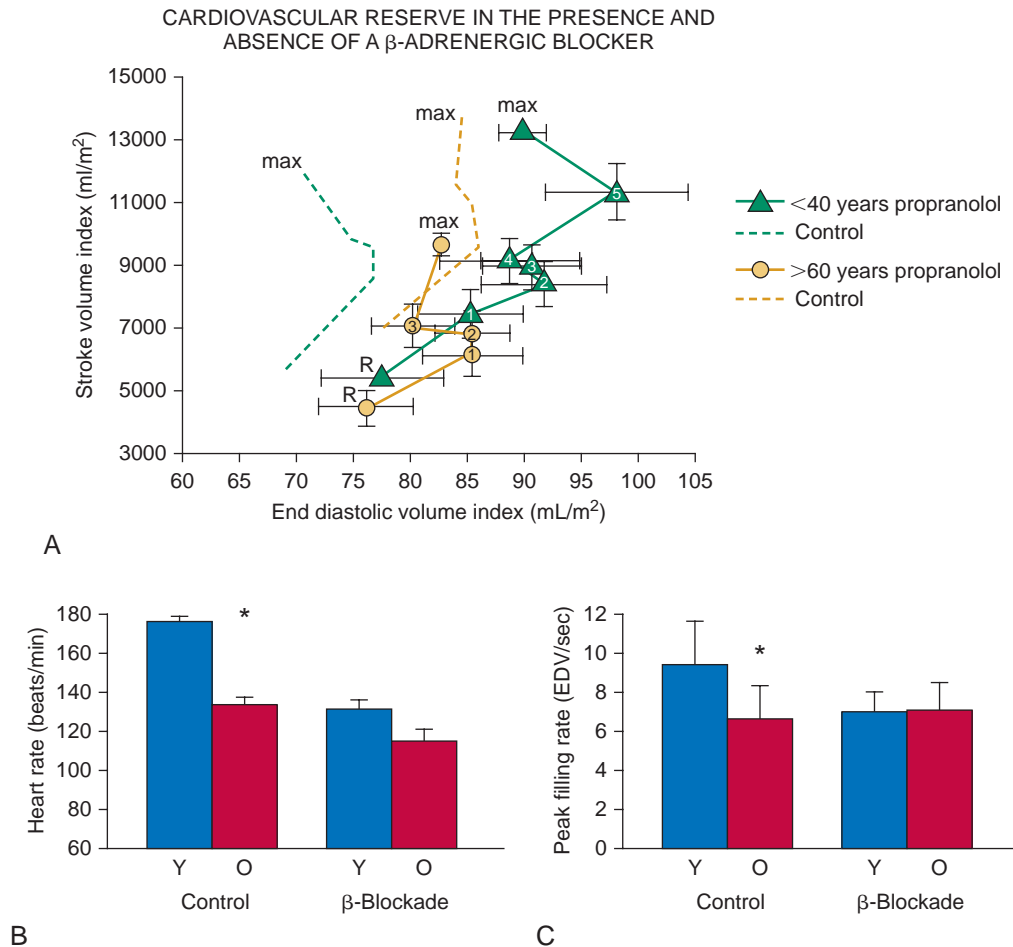 CARDIOVASCULAR RESERVE IN THE PRESENCE AND
ABSENCE OF A β-ADRENERGIC BLOCKER
Stroke volume index (ml/m²)
15000
13000
11000
9000
7000
5000
3000
max
max
max
max
5
4
3
2
1
R
3
2
1
R
60
65
70
75
80
85
90
95
100
105
End diastolic volume index (mL/m²)
<40 years propranolol
Control
>60 years propranolol
Control
A
Heart rate (beats/min)
180
160
140
120
100
80
60
*
Y
O
Y
O
Control
β-Blockade
B
Peak filling rate (EDV/sec)
12
10
8
6
4
2
0
*
Y
O
Y
O
Control
β-Blockade
C